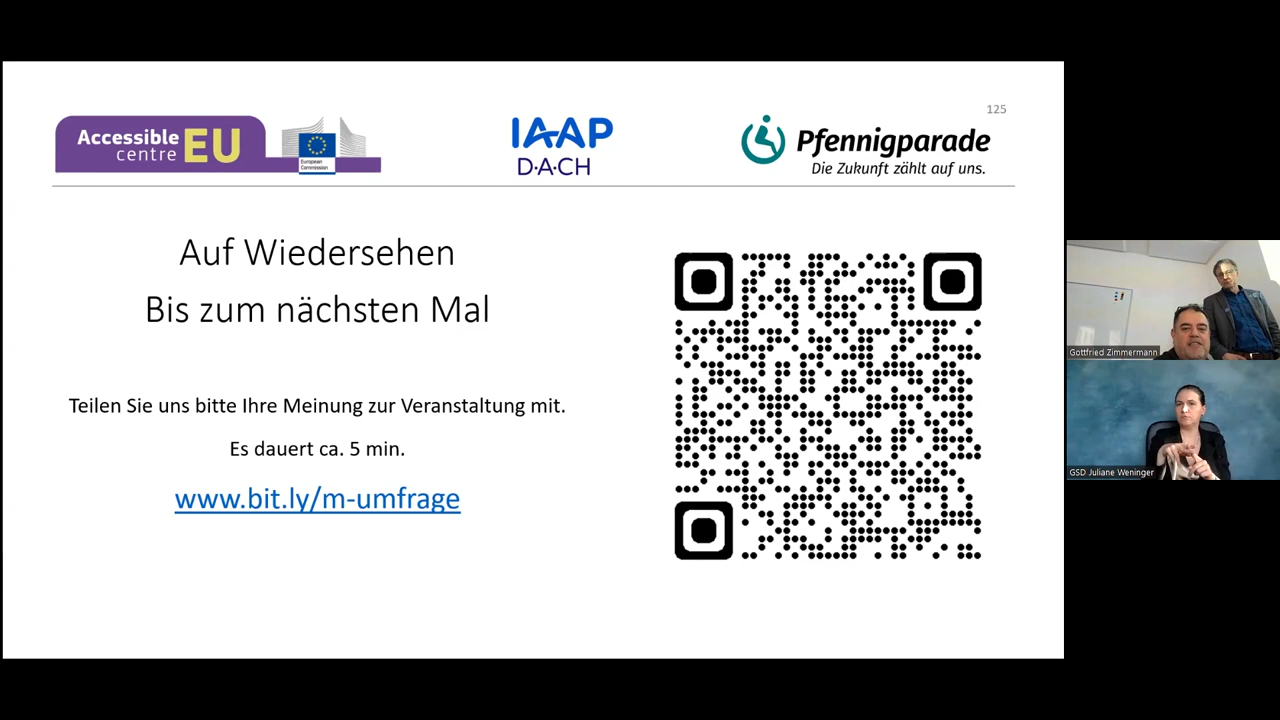 125
Accessible
centre EU
European
Commission
IAAP
D·A·CH
Pfennigparade
Die Zukunft zählt auf uns.
Auf Wiedersehen
Bis zum nächsten Mal
Teilen Sie uns bitte Ihre Meinung zur Veranstaltung mit.
Es dauert ca. 5 min.
www.bit.ly/m-umfrage
Gottfried Zimmermann
GSD Juliane Weninger